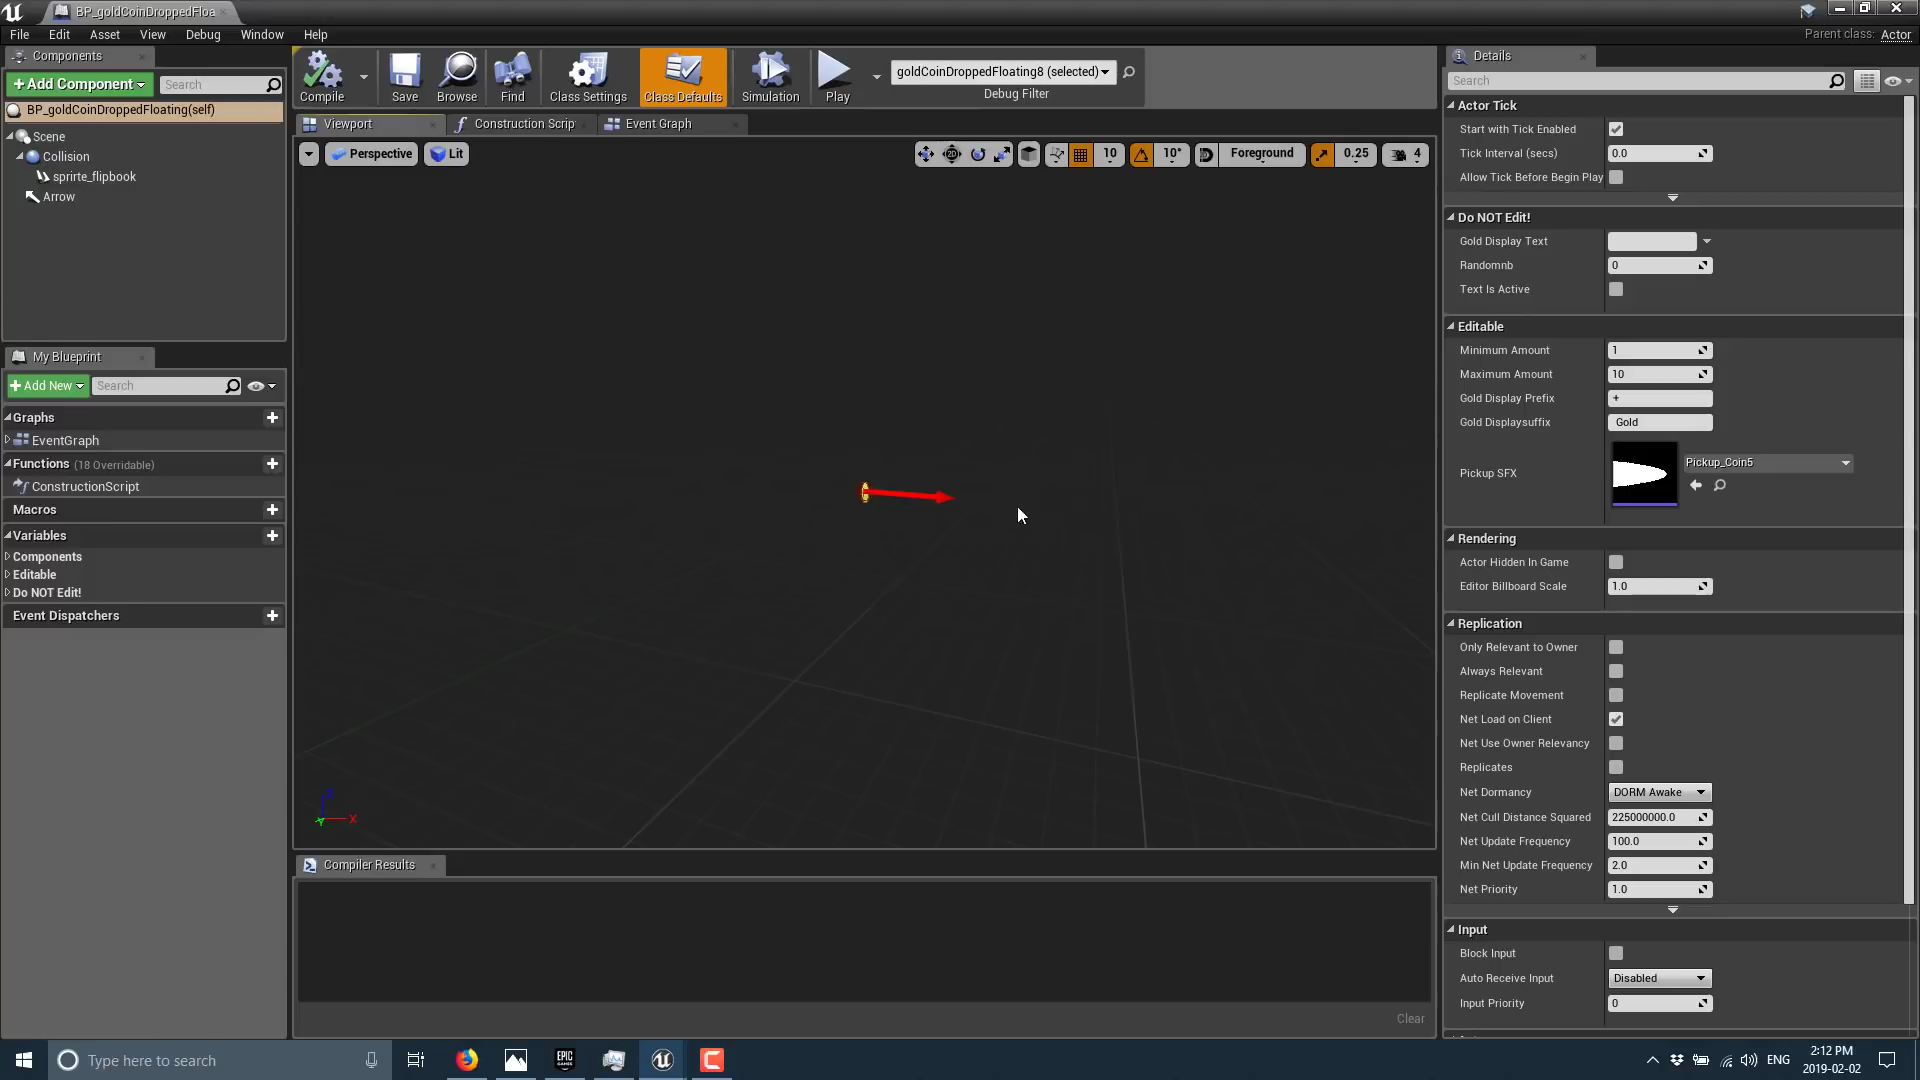 BP_goldCoinDroppedFloa
File Edit Asset View Debug Window Help
Parent class: Actor
Components
+Add Component
Search
BP_goldCoinDroppedFloating(self)
Scene
Collision
sprirte_flipbook
Arrow
My Blueprint
+Add New
Search
Graphs
EventGraph
Functions (18 Overridable)
ConstructionScript
Macros
Variables
Components
Editable
Do NOT Edit!
Event Dispatchers
Compile
Save
Browse
Find
Class Settings
Class Defaults
Simulation
Play
goldCoinDroppedFloating8 (selected)
Debug Filter
Viewport
Construction Scrip
Event Graph
Perspective
Lit
10
10°
Foreground
0.25
4
Z
X
Y
Compiler Results
Clear
Details
Search
Actor Tick
Start with Tick Enabled
Tick Interval (secs) 0.0
Allow Tick Before Begin Play
Do NOT Edit!
Gold Display Text
Randomnb 0
Text Is Active
Editable
Minimum Amount 1
Maximum Amount 10
Gold Display Prefix +
Gold Displaysuffix Gold
Pickup SFX Pickup_Coin5
Rendering
Actor Hidden In Game
Editor Billboard Scale 1.0
Replication
Only Relevant to Owner
Always Relevant
Replicate Movement
Net Load on Client
Net Use Owner Relevancy
Replicates
Net Dormancy DORM Awake
Net Cull Distance Squared 225000000.0
Net Update Frequency 100.0
Min Net Update Frequency 2.0
Net Priority 1.0
Input
Block Input
Auto Receive Input Disabled
Input Priority 0
Type here to search
EPIC GAMES
ENG
2:12 PM
2019-02-02